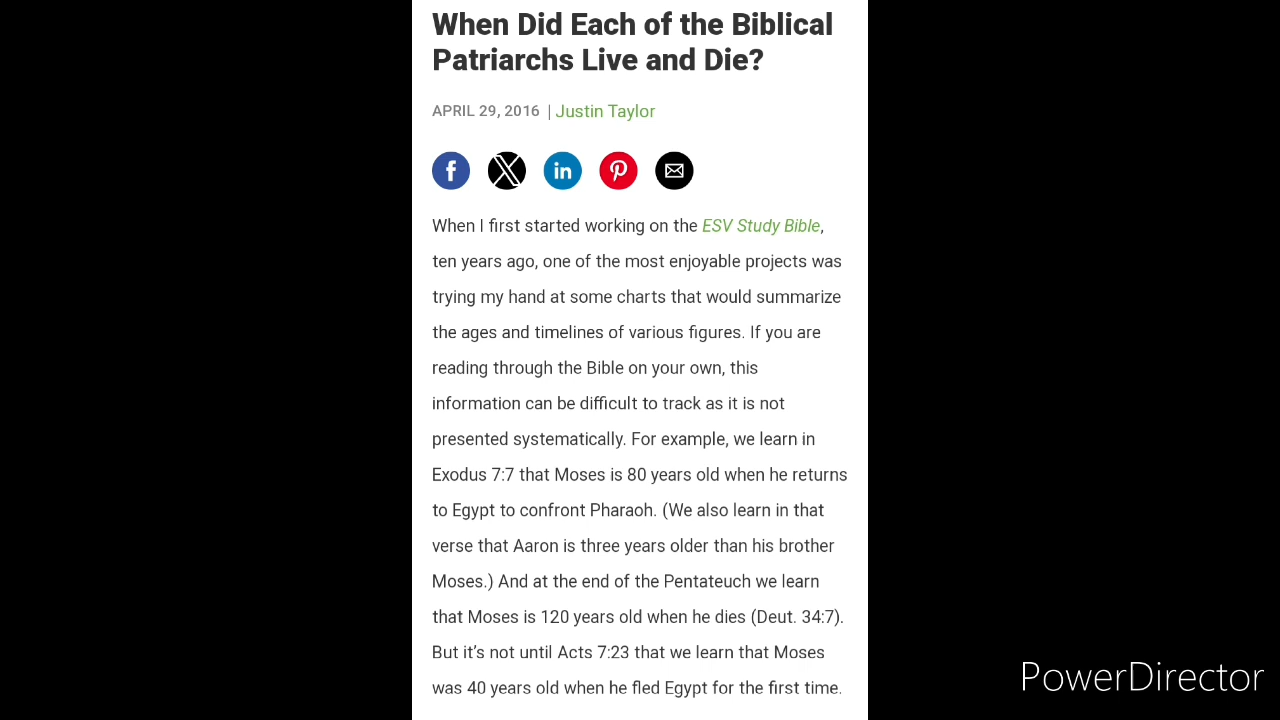 When Did Each of the Biblical
Patriarchs Live and Die?
APRIL 29, 2016 | Justin Taylor
When I first started working on the ESV Study Bible,
ten years ago, one of the most enjoyable projects was
trying my hand at some charts that would summarize
the ages and timelines of various figures. If you are
reading through the Bible on your own, this
information can be difficult to track as it is not
presented systematically. For example, we learn in
Exodus 7:7 that Moses is 80 years old when he returns
to Egypt to confront Pharaoh. (We also learn in that
verse that Aaron is three years older than his brother
Moses.) And at the end of the Pentateuch we learn
that Moses is 120 years old when he dies (Deut. 34:7).
But it’s not until Acts 7:23 that we learn that Moses
was 40 years old when he fled Egypt for the first time.
PowerDirector